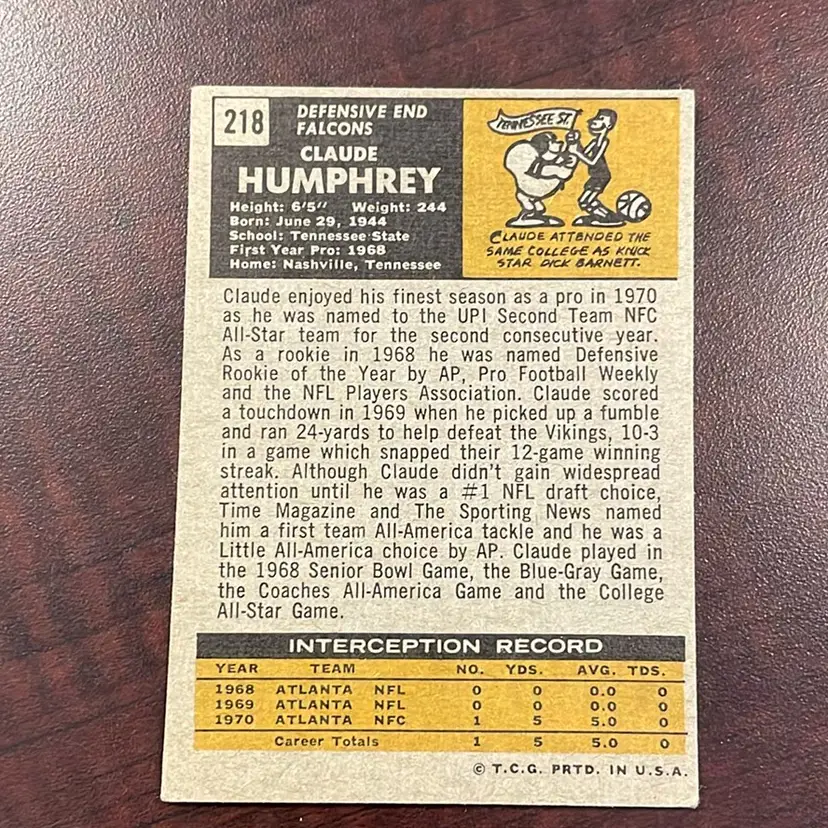 218
DEFENSIVE END
FALCONS
CLAUDE
HUMPHREY
Height: 6'5" Weight: 244
Born: June 29, 1944
School: Tennessee State
First Year Pro: 1968
Home: Nashville, Tennessee
TENNESSEE ST.
CLAUDE ATTENDED THE
SAME COLLEGE AS KNICK
STAR DICK BARNETT.
Claude enjoyed his finest season as a pro in 1970
as he was named to the UPI Second Team NFC
All-Star team for the second consecutive year.
As a rookie in 1968 he was named Defensive
Rookie of the Year by AP, Pro Football Weekly
and the NFL Players Association. Claude scored
a touchdown in 1969 when he picked up a fumble
and ran 24-yards to help defeat the Vikings, 10-3
in a game which snapped their 12-game winning
streak. Although Claude didn't gain widespread
attention until he was a #1 NFL draft choice,
Time Magazine and The Sporting News named
him a first team All-America tackle and he was a
Little All-America choice by AP. Claude played in
the 1968 Senior Bowl Game, the Blue-Gray Game,
the Coaches All-America Game and the College
All-Star Game.
INTERCEPTION RECORD
YEAR TEAM NO. YDS. AVG. TDS.
1968 ATLANTA NFL 0 0 0.0 0
1969 ATLANTA NFL 0 0 0.0 0
1970 ATLANTA NFC 1 5 5.0 0
Career Totals 1 5 5.0 0
© T.C.G. PRTD. IN U.S.A.